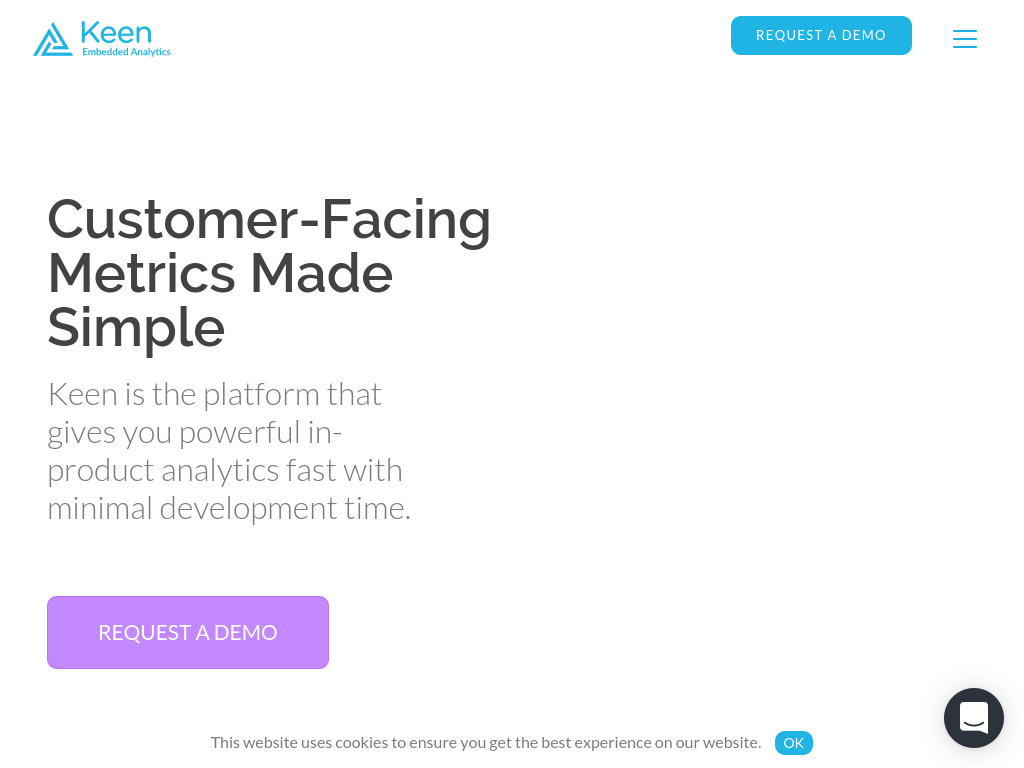 Keen
Embedded Analytics
REQUEST A DEMO
Customer-Facing
Metrics Made
Simple
Keen is the platform that
gives you powerful in-
product analytics fast with
minimal development time.
REQUEST A DEMO
This website uses cookies to ensure you get the best experience on our website. OK